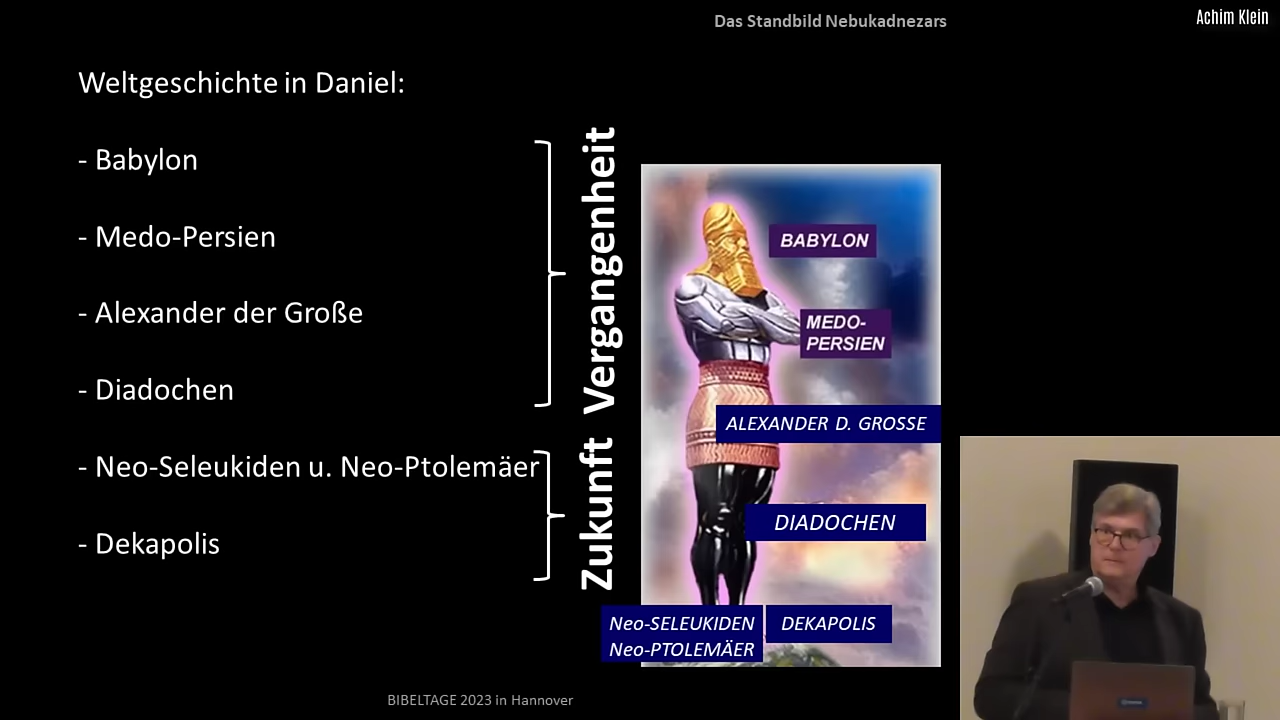 Das Standbild Nebukadnezars
Achim Klein
Weltgeschichte in Daniel:
- Babylon
- Medo-Persien
- Alexander der Große
- Diadochen
- Neo-Seleukiden u. Neo-Ptolemäer
- Dekapolis
Vergangenheit
Zukunft
BABYLON
MEDO-
PERSIEN
ALEXANDER D. GROSSE
DIADOCHEN
Neo-SELEUKIDEN
Neo-PTOLEMÄER
DEKAPOLIS
BIBELTAGE 2023 in Hannover